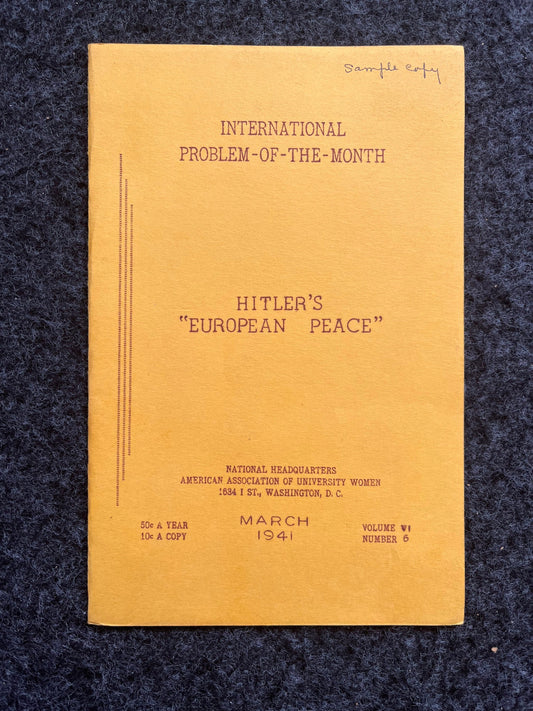 Sample Copy
INTERNATIONAL
PROBLEM-OF-THE-MONTH
HITLER'S
"EUROPEAN PEACE"
NATIONAL HEADQUARTERS
AMERICAN ASSOCIATION OF UNIVERSITY WOMEN
1634 I ST., WASHINGTON, D. C.
50c A YEAR
10c A COPY
MARCH
1941
VOLUME VI
NUMBER 6